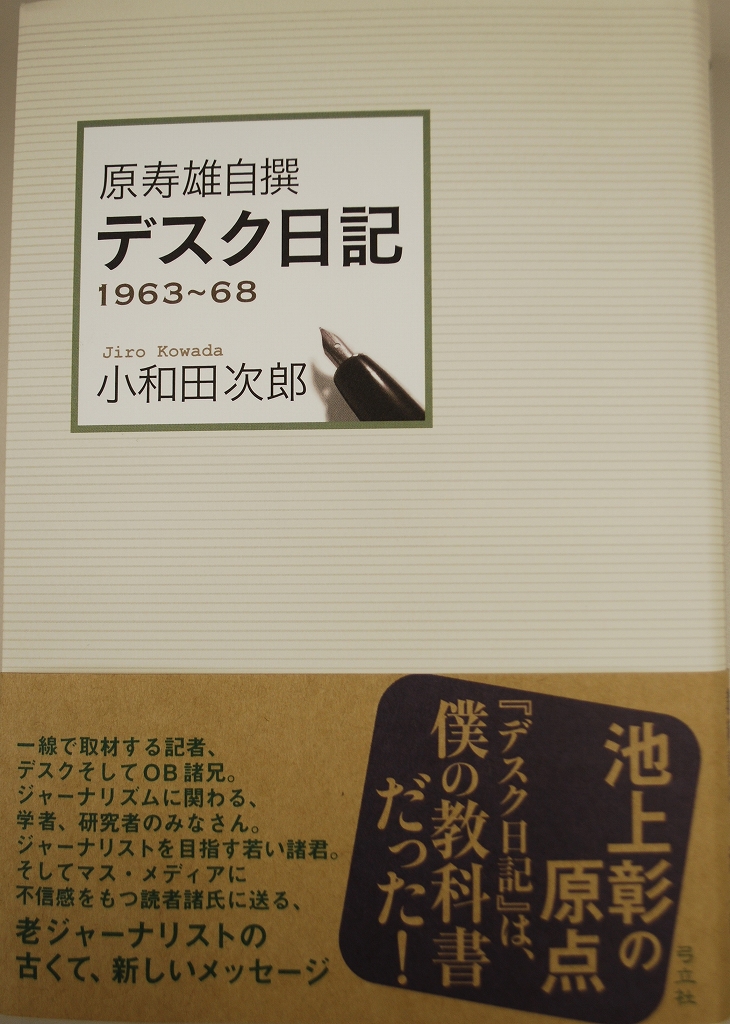 原寿雄自撰
デスク日記
1963~68
Jiro Kowada
小和田次郎
池上彰の
原点
『デスク日記』は、
僕の教科書
だった!
一線で取材する記者、
デスクそしてOB諸兄。
ジャーナリズムに関わる、
学者、研究者のみなさん。
ジャーナリストを目指す若い諸君。
そしてマス・メディアに
不信感をもつ読者諸氏に送る、
老ジャーナリストの
古くて、新しいメッセージ
弓立社